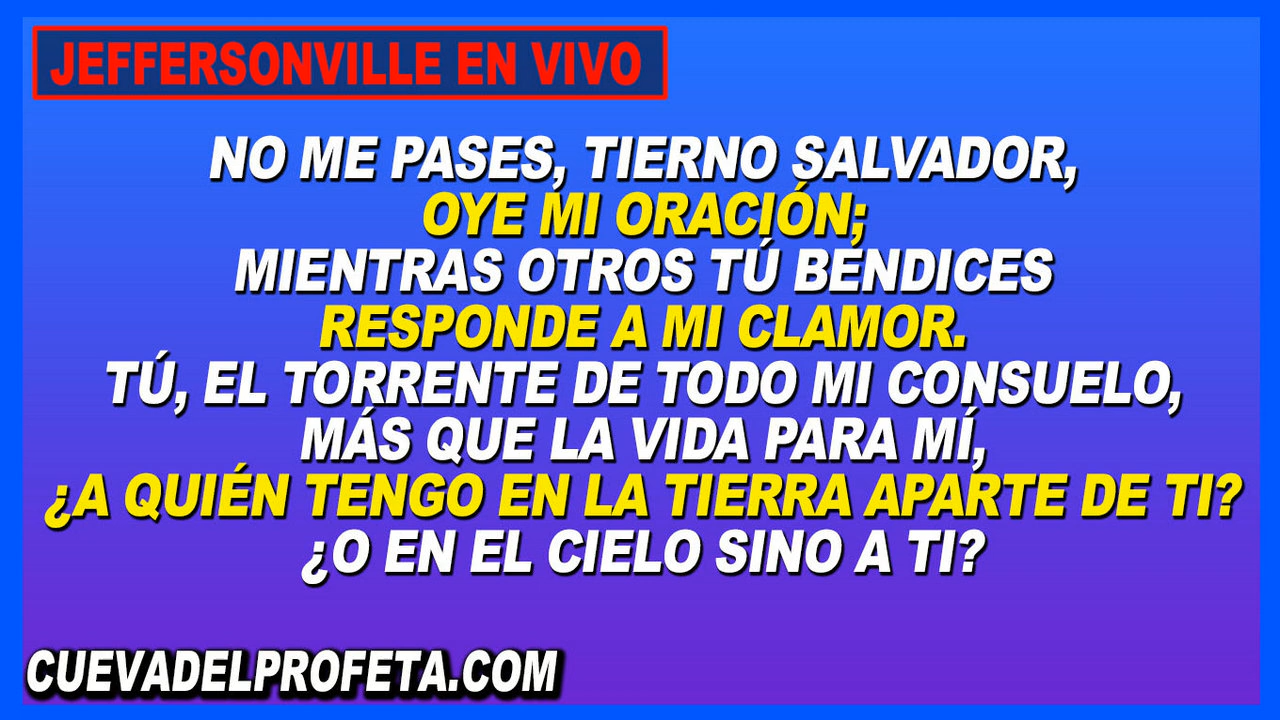 JEFFERSONVILLE EN VIVO
NO ME PASES, TIERNO SALVADOR,
OYE MI ORACIÓN;
MIENTRAS OTROS TÚ BENDICES
RESPONDE A MI CLAMOR.
TÚ, EL TORRENTE DE TODO MI CONSUELO,
MÁS QUE LA VIDA PARA MÍ,
¿A QUIÉN TENGO EN LA TIERRA APARTE DE TI?
¿O EN EL CIELO SINO A TI?
CUEVADELPROFETA.COM